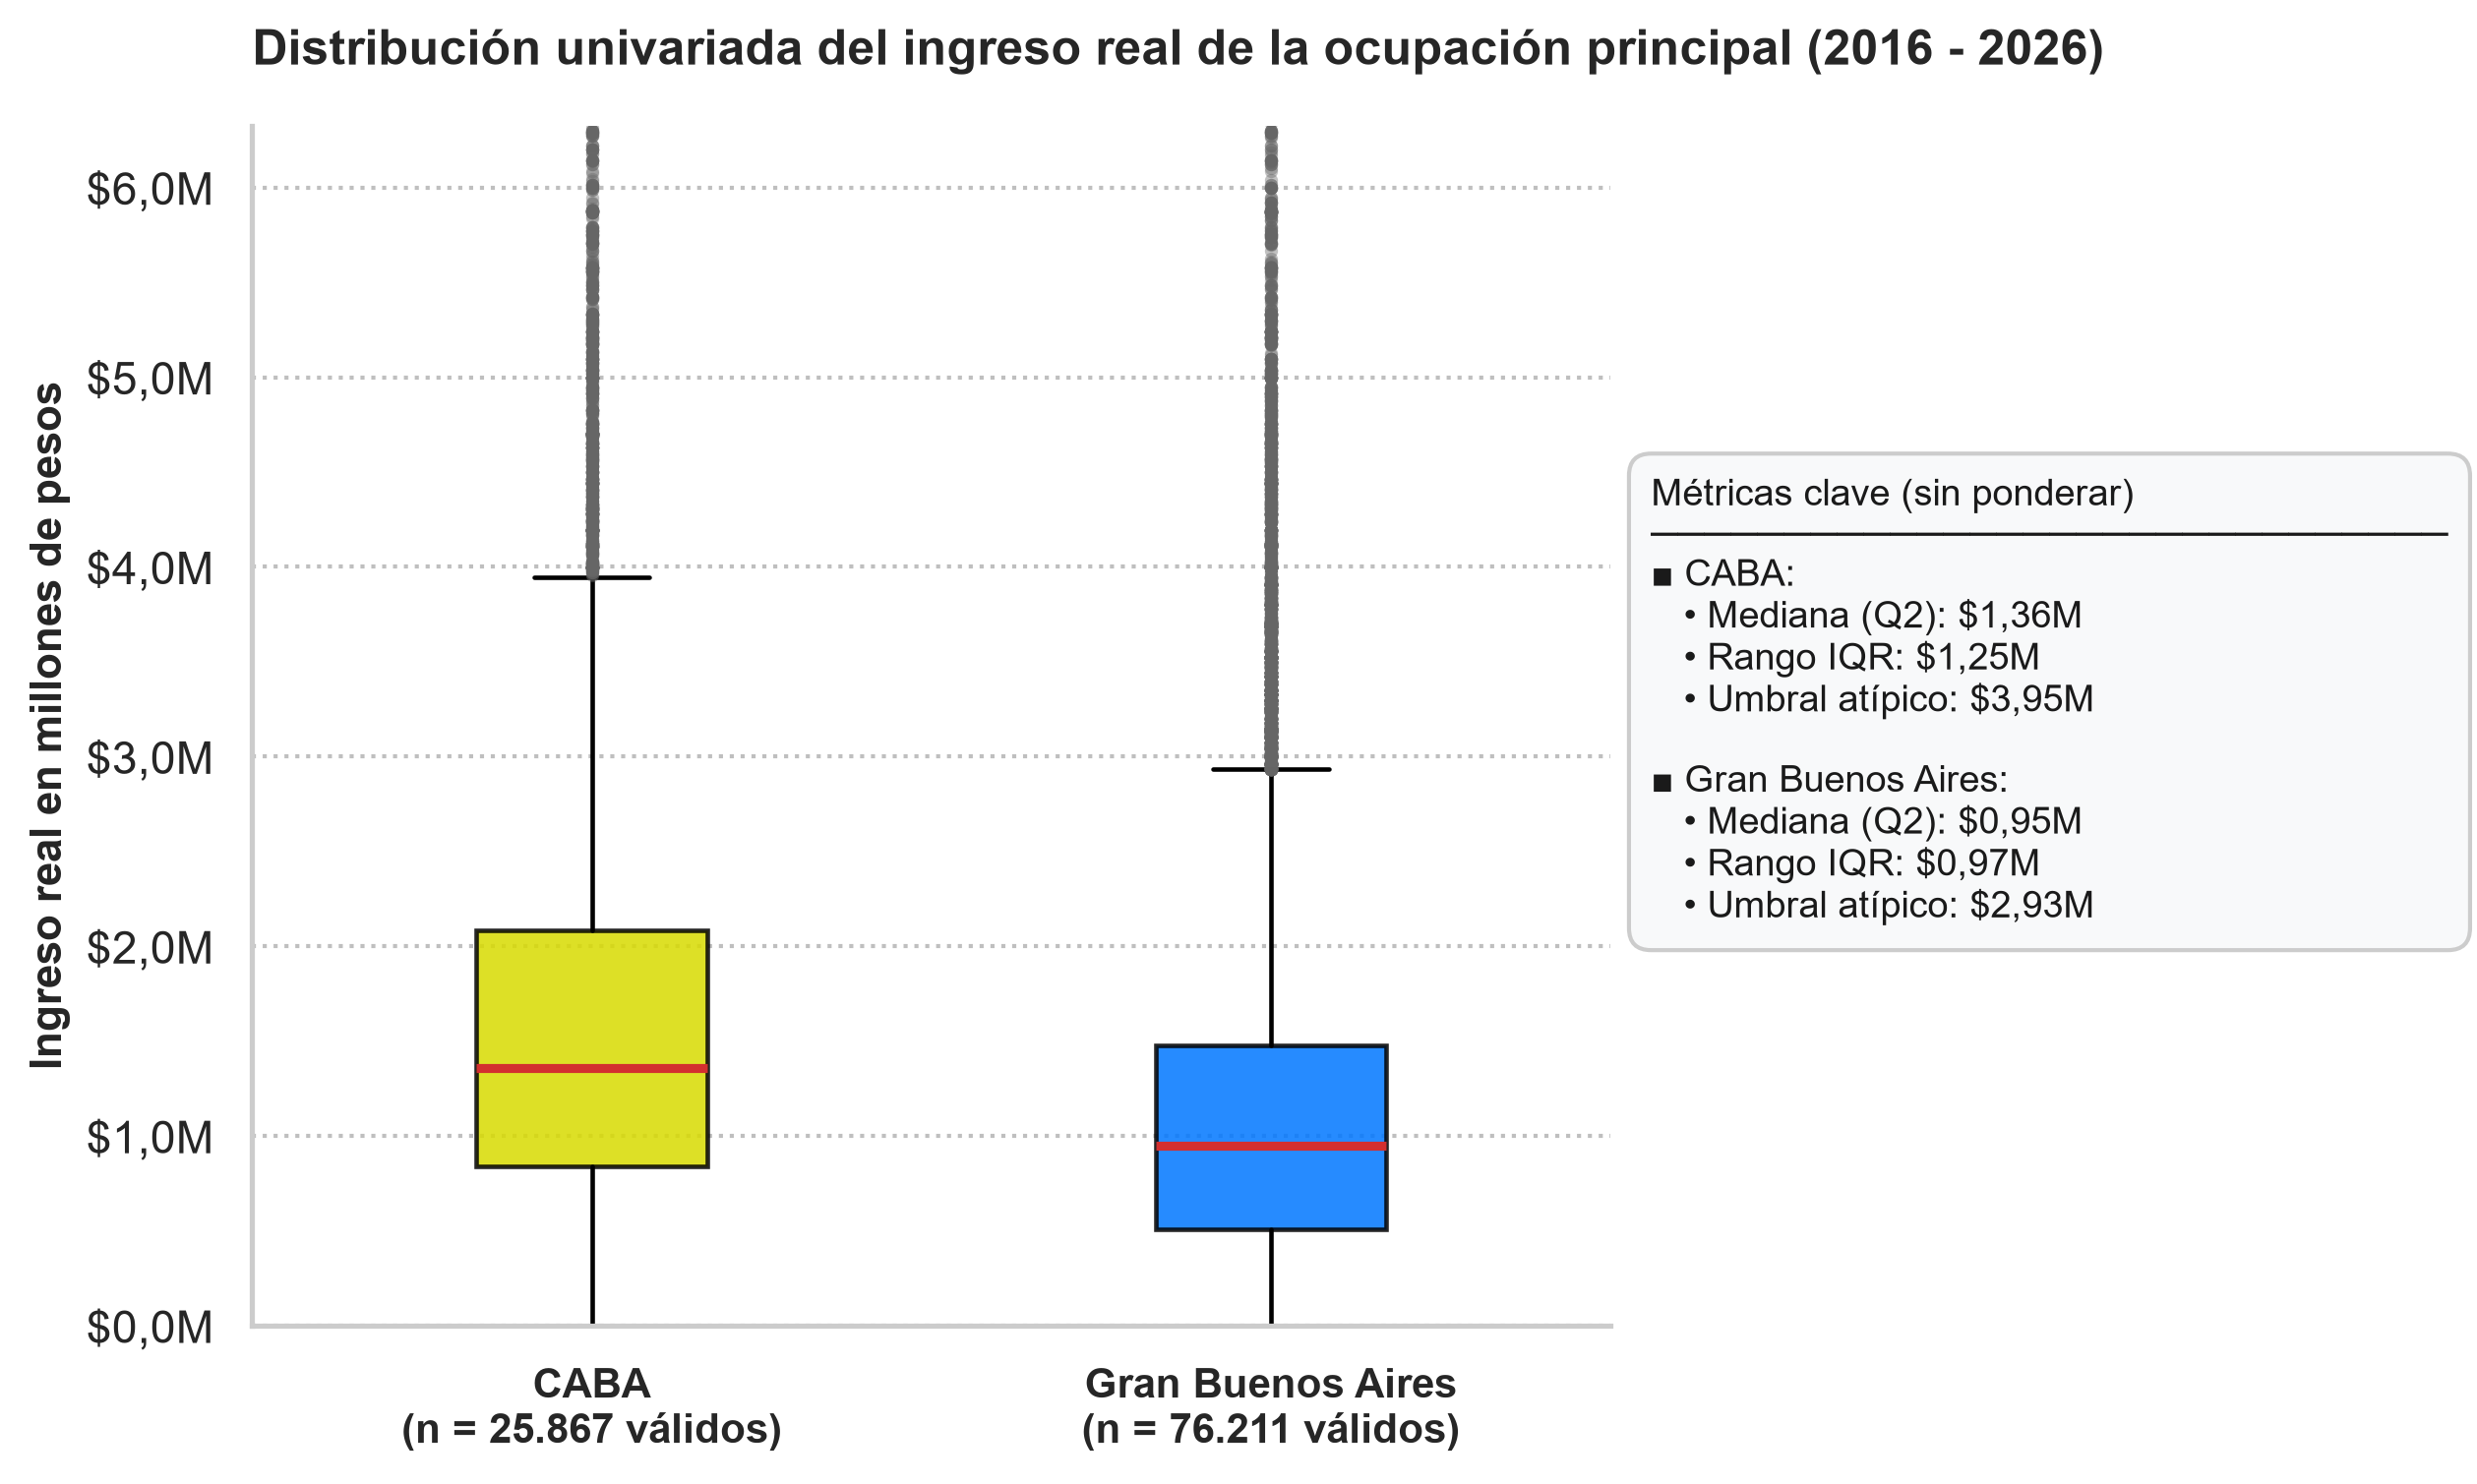 Distribución univariada del ingreso real de la ocupación principal (2016 - 2026)
Ingreso real en millones de pesos
$6,0M
$5,0M
$4,0M
$3,0M
$2,0M
$1,0M
$0,0M
CABA
(n = 25.867 válidos)
Gran Buenos Aires
(n = 76.211 válidos)
Métricas clave (sin ponderar)
■ CABA:
• Mediana (Q2): $1,36M
• Rango IQR: $1,25M
• Umbral atípico: $3,95M
■ Gran Buenos Aires:
• Mediana (Q2): $0,95M
• Rango IQR: $0,97M
• Umbral atípico: $2,93M